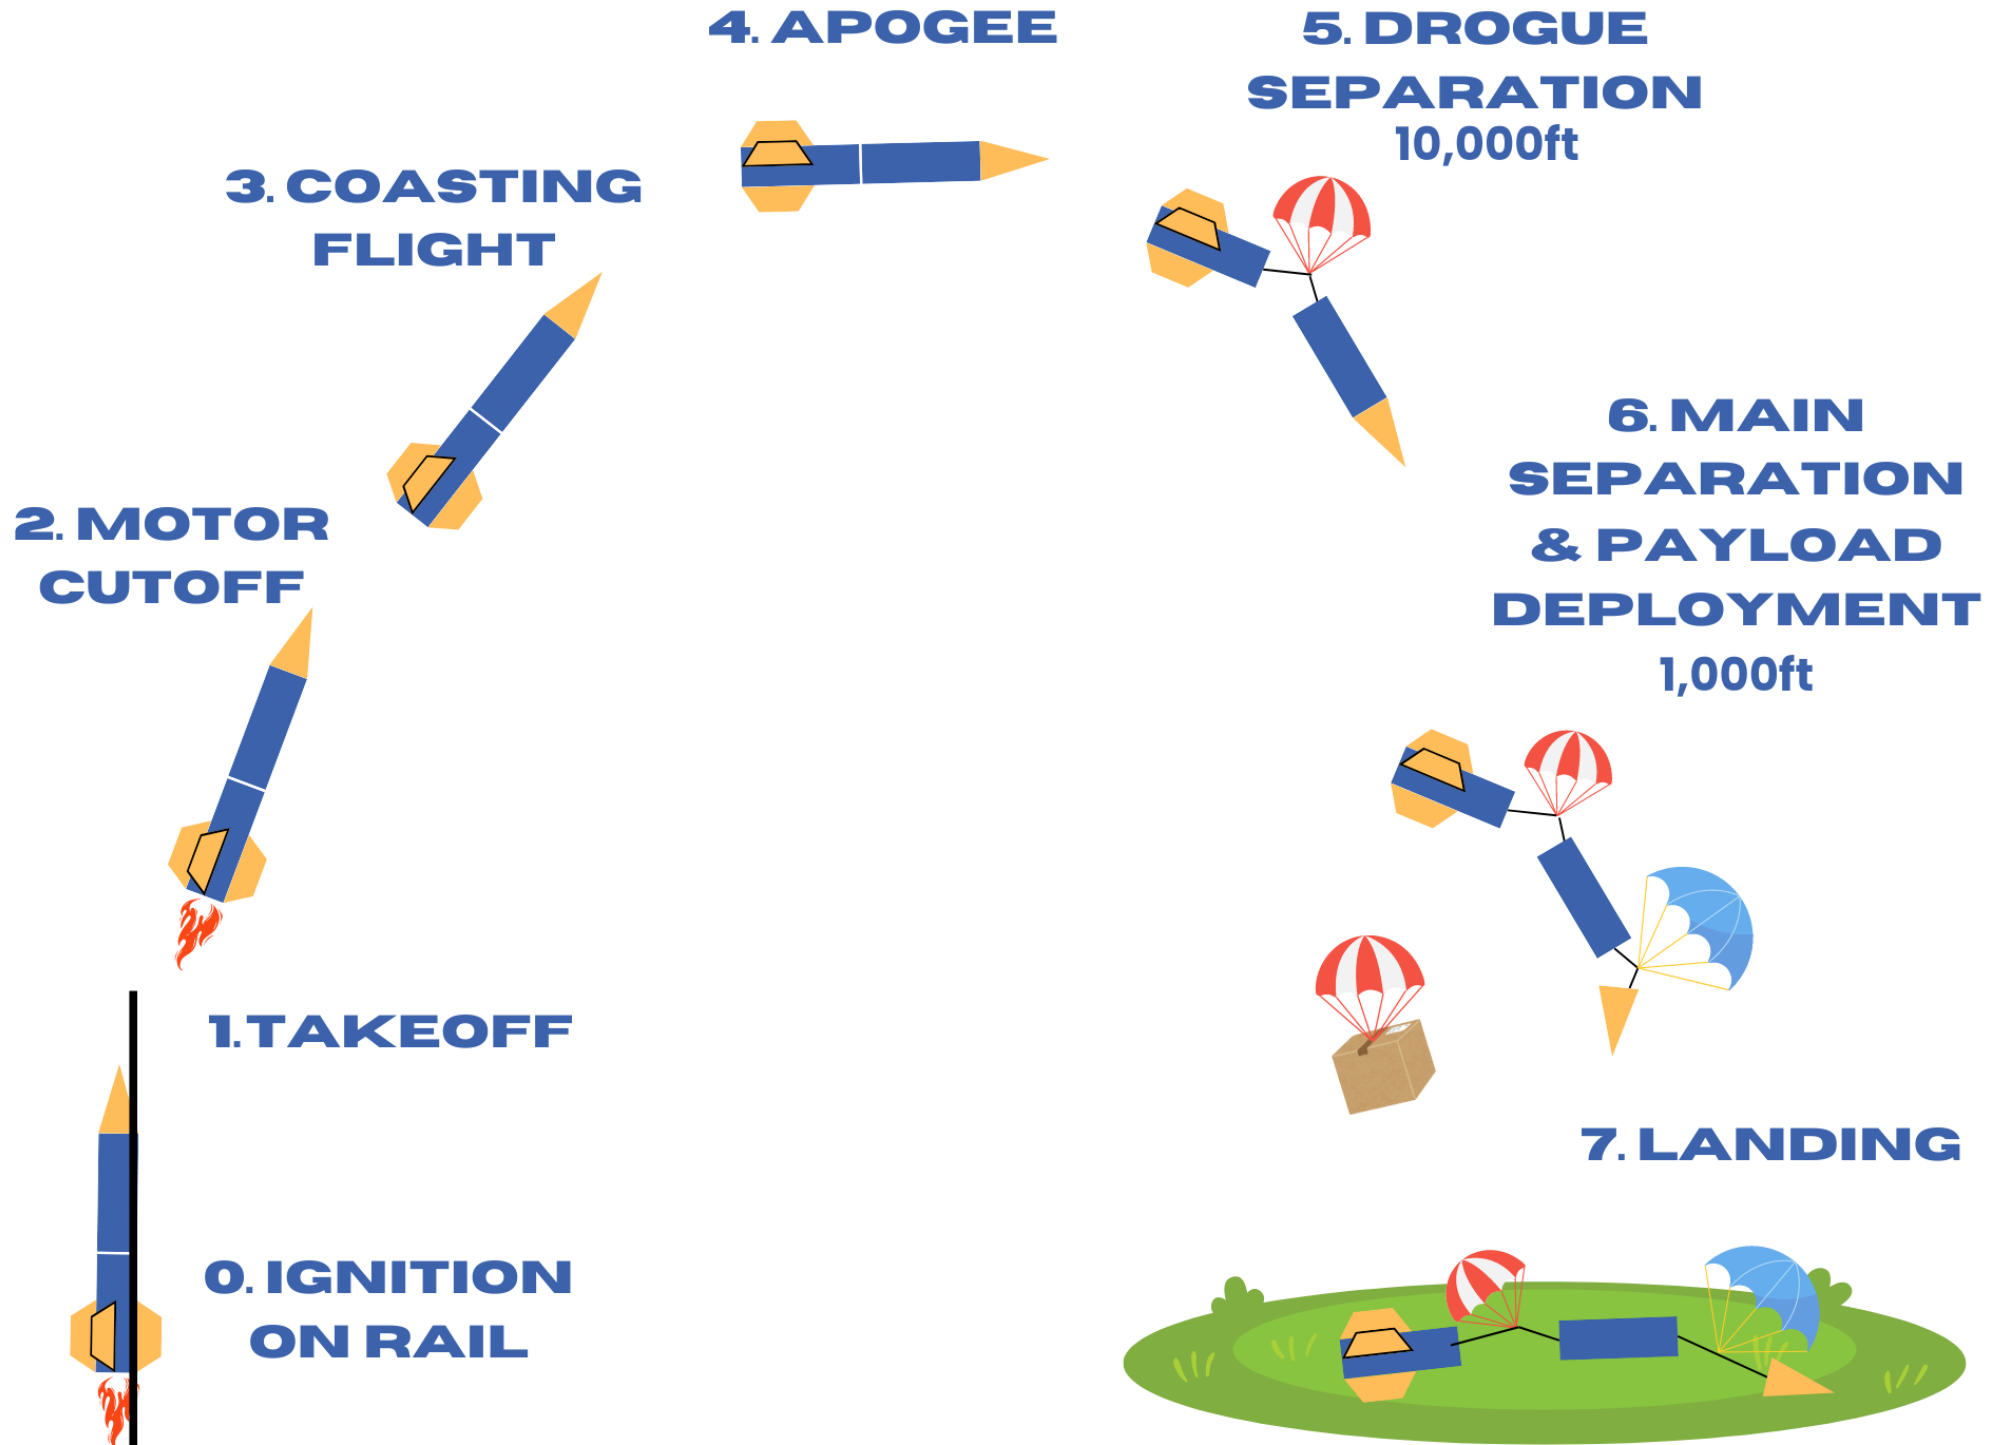 4. APOGEE
5. DROGUE
SEPARATION
10,000ft
3. COASTING
FLIGHT
6. MAIN
SEPARATION
& PAYLOAD
DEPLOYMENT
1,000ft
2. MOTOR
CUTOFF
1. TAKEOFF
7. LANDING
0. IGNITION
ON RAIL